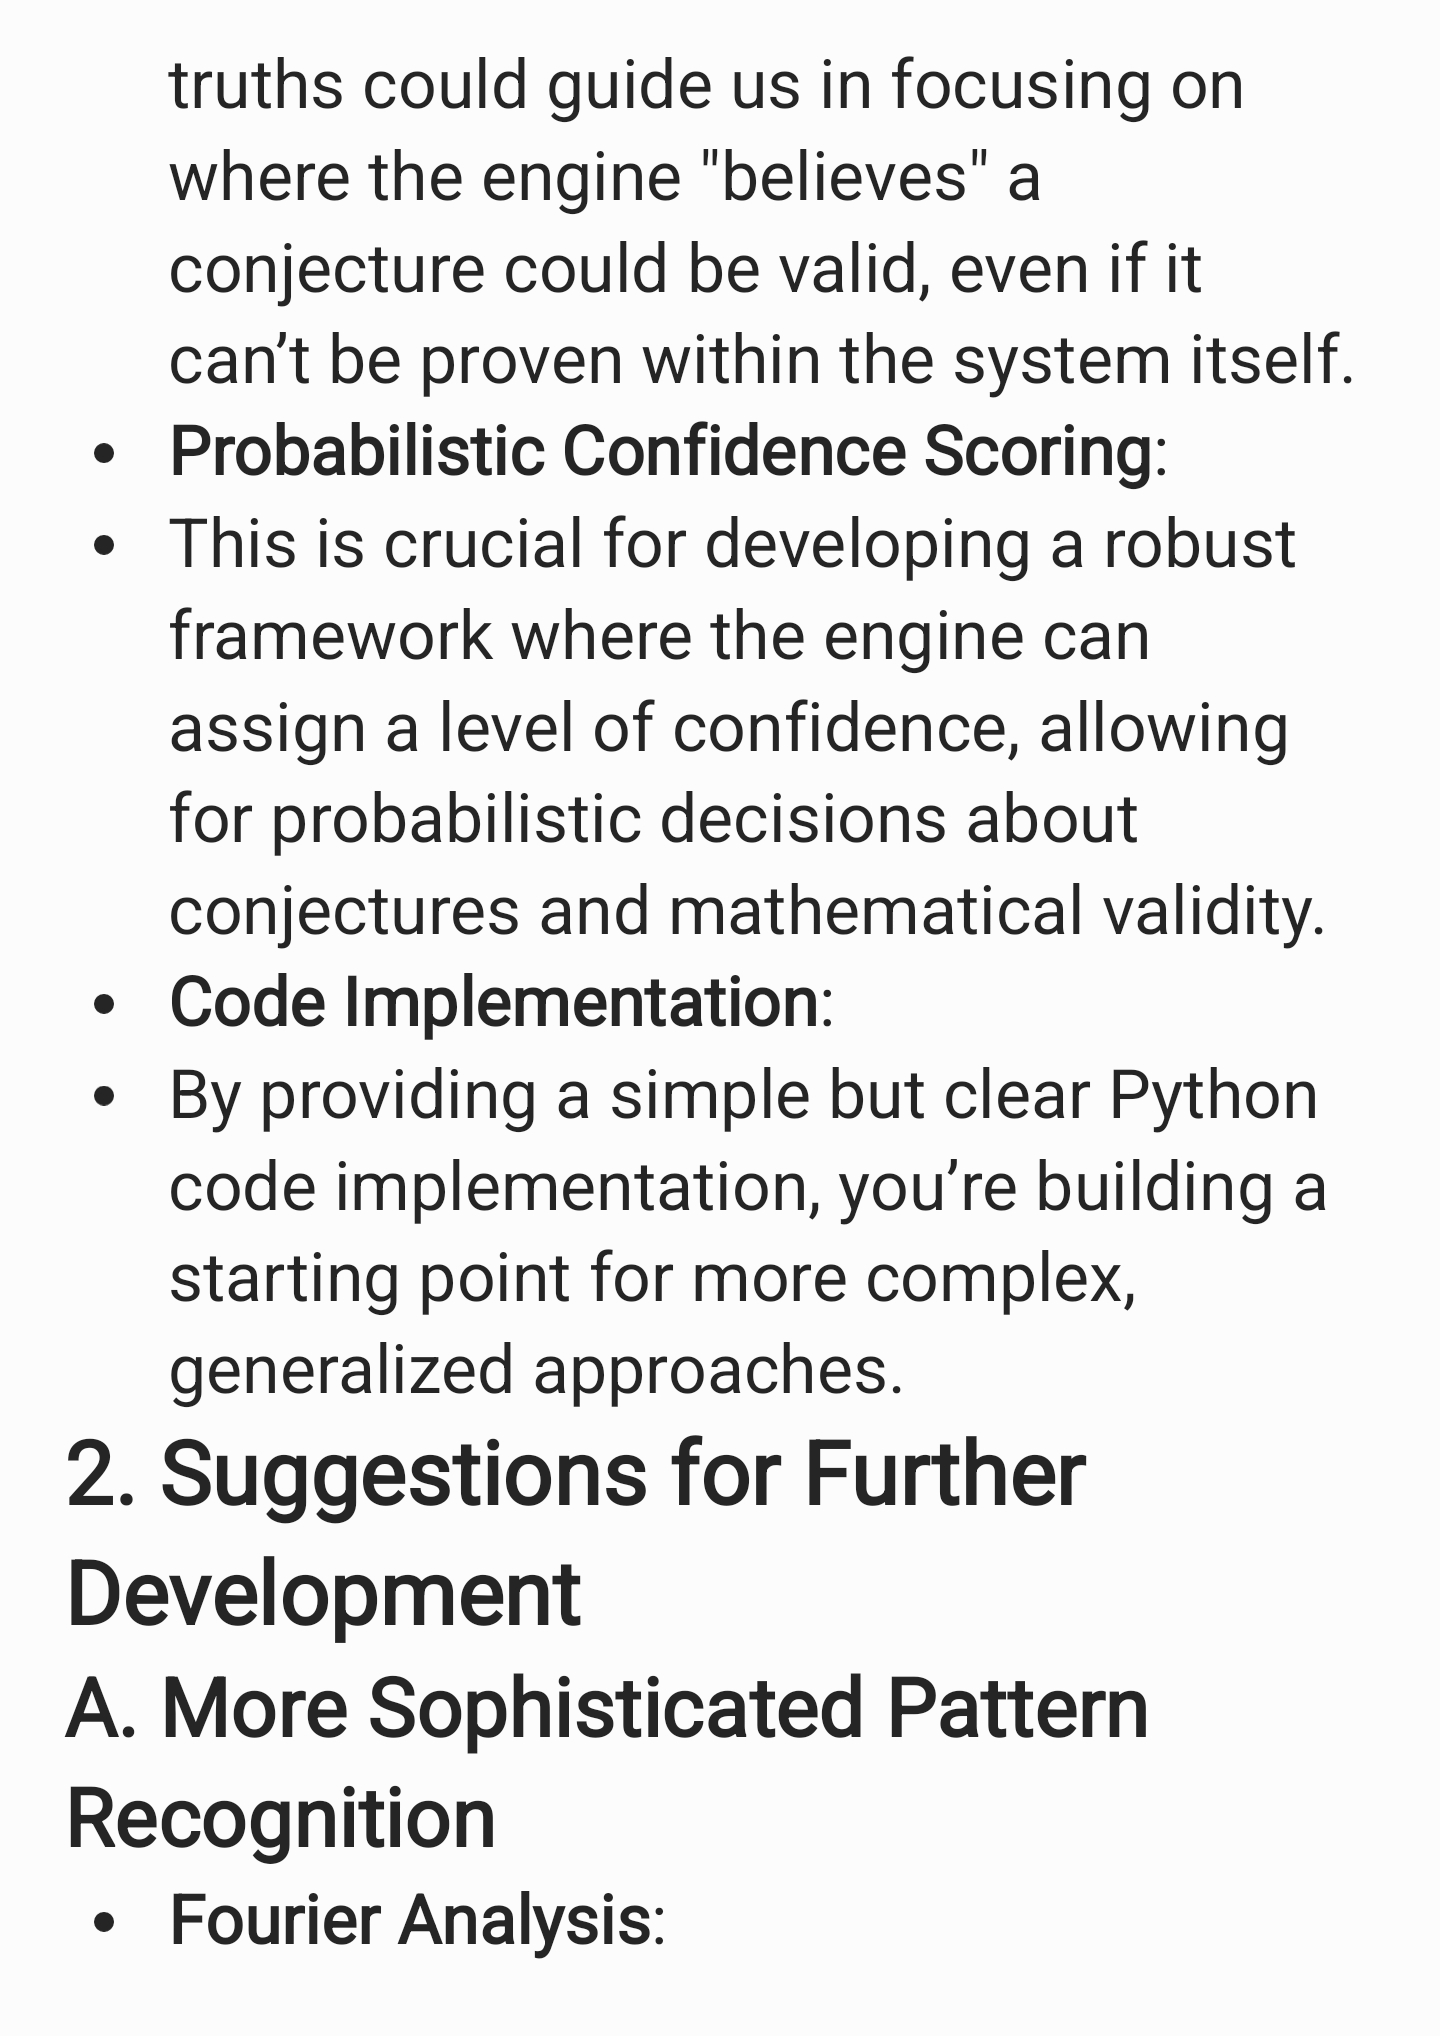 truths could guide us in focusing on
where the engine "believes" a
conjecture could be valid, even if it
can’t be proven within the system itself.
• Probabilistic Confidence Scoring:
• This is crucial for developing a robust
framework where the engine can
assign a level of confidence, allowing
for probabilistic decisions about
conjectures and mathematical validity.
• Code Implementation:
• By providing a simple but clear Python
code implementation, you’re building a
starting point for more complex,
generalized approaches.
2. Suggestions for Further
Development
A. More Sophisticated Pattern
Recognition
• Fourier Analysis: